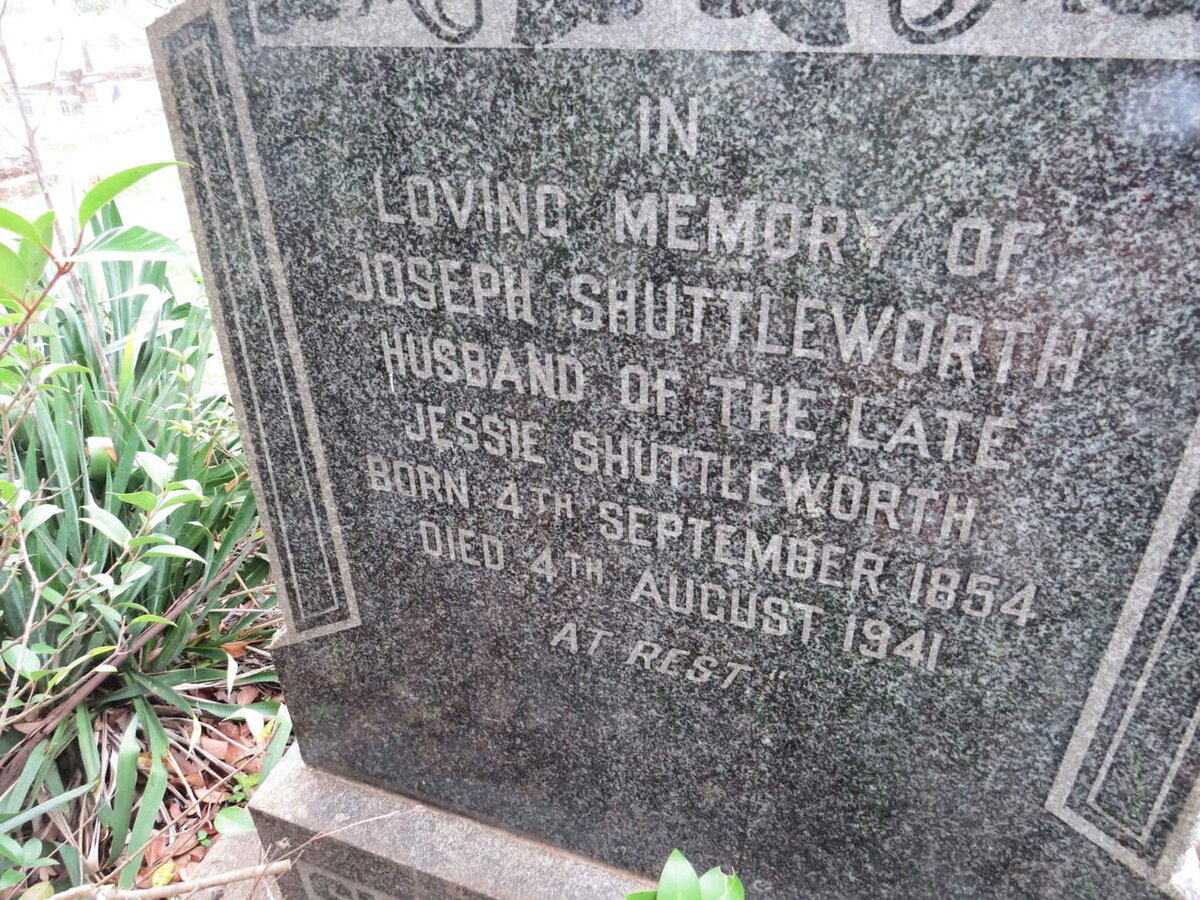 IN
LOVING MEMORY OF
JOSEPH SHUTTLEWORTH
HUSBAND OF THE LATE
JESSIE SHUTTLEWORTH
BORN 4TH SEPTEMBER 1854
DIED 4TH AUGUST 1941
AT REST"